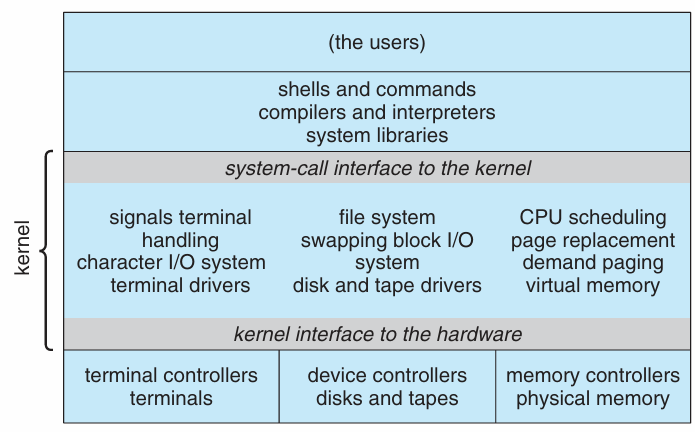 (the users)
shells and commands
compilers and interpreters
system libraries
system-call interface to the kernel
kernel
signals terminal
handling
character I/O system
terminal drivers
file system
swapping block I/O
system
disk and tape drivers
CPU scheduling
page replacement
demand paging
virtual memory
kernel interface to the hardware
terminal controllers
terminals
device controllers
disks and tapes
memory controllers
physical memory